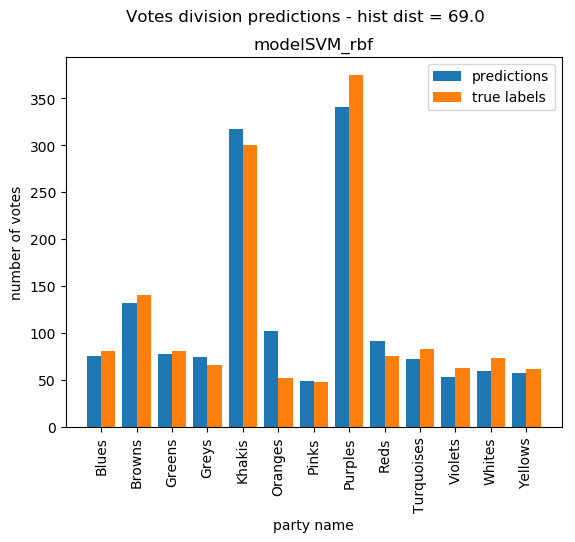 Votes division predictions - hist dist = 69.0
modelSVM_rbf
predictions
true labels
number of votes
350
300
250
200
150
100
50
0
Blues
Browns
Greens
Greys
Khakis
Oranges
Pinks
Purples
Reds
Turquoises
Violets
Whites
Yellows
party name